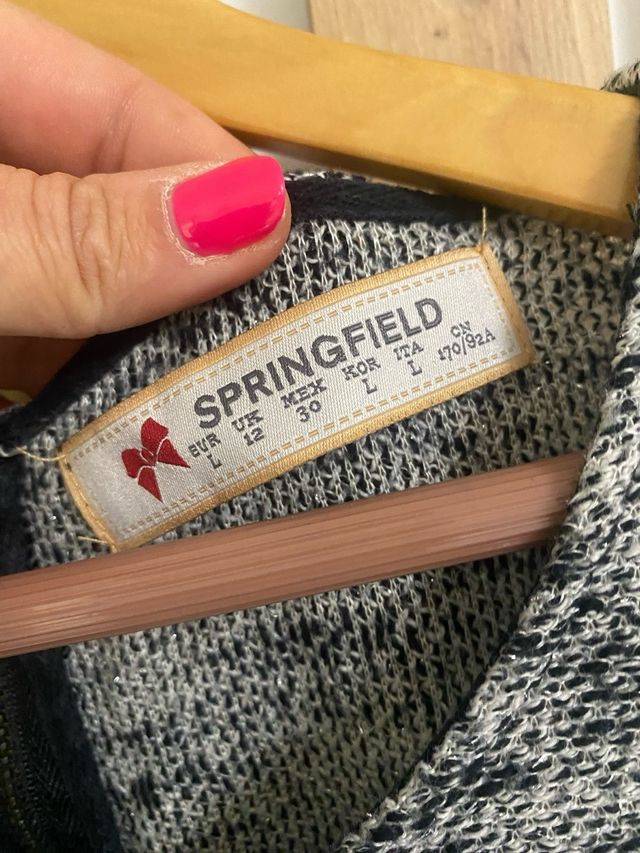 SPRINGFIELD
EUR UK MEX KOR ITA CN
L 12 30 L L 170/92A